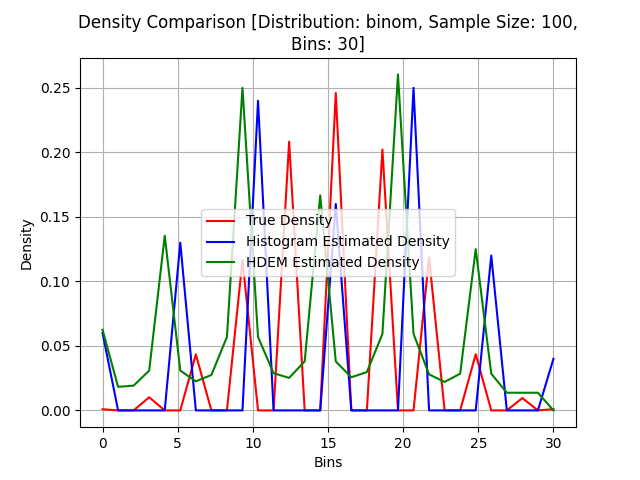 Density Comparison [Distribution: binom, Sample Size: 100,
Bins: 30]
Density
0.25
0.20
0.15
0.10
0.05
0.00
True Density
Histogram Estimated Density
HDEM Estimated Density
0 5 10 15 20 25 30
Bins